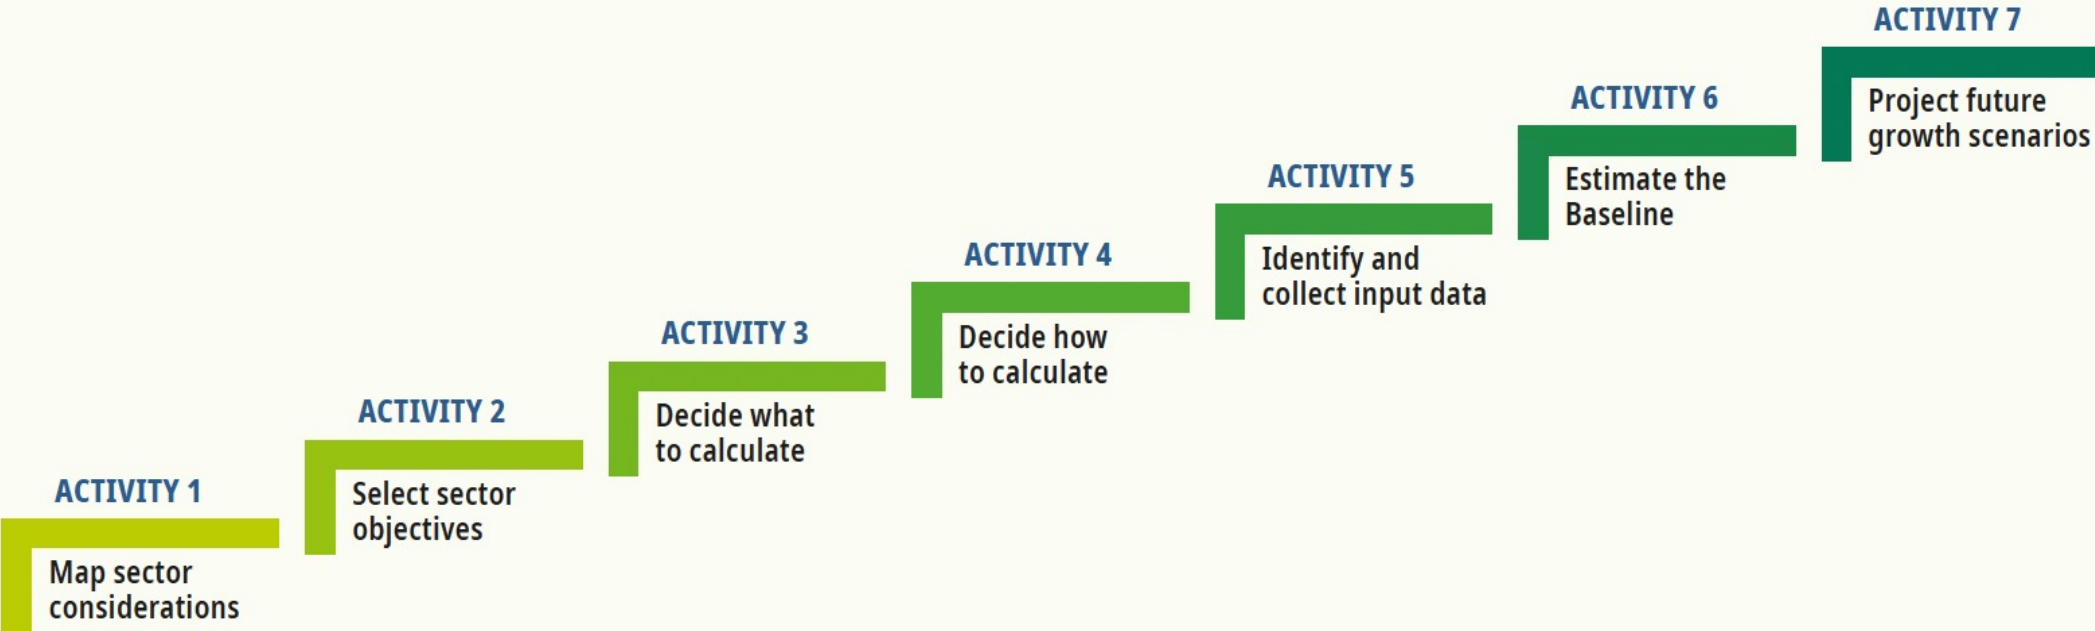 ACTIVITY 1
Map sector
considerations
ACTIVITY 2
Select sector
objectives
ACTIVITY 3
Decide what
to calculate
ACTIVITY 4
Decide how
to calculate
ACTIVITY 5
Identify and
collect input data
ACTIVITY 6
Estimate the
Baseline
ACTIVITY 7
Project future
growth scenarios